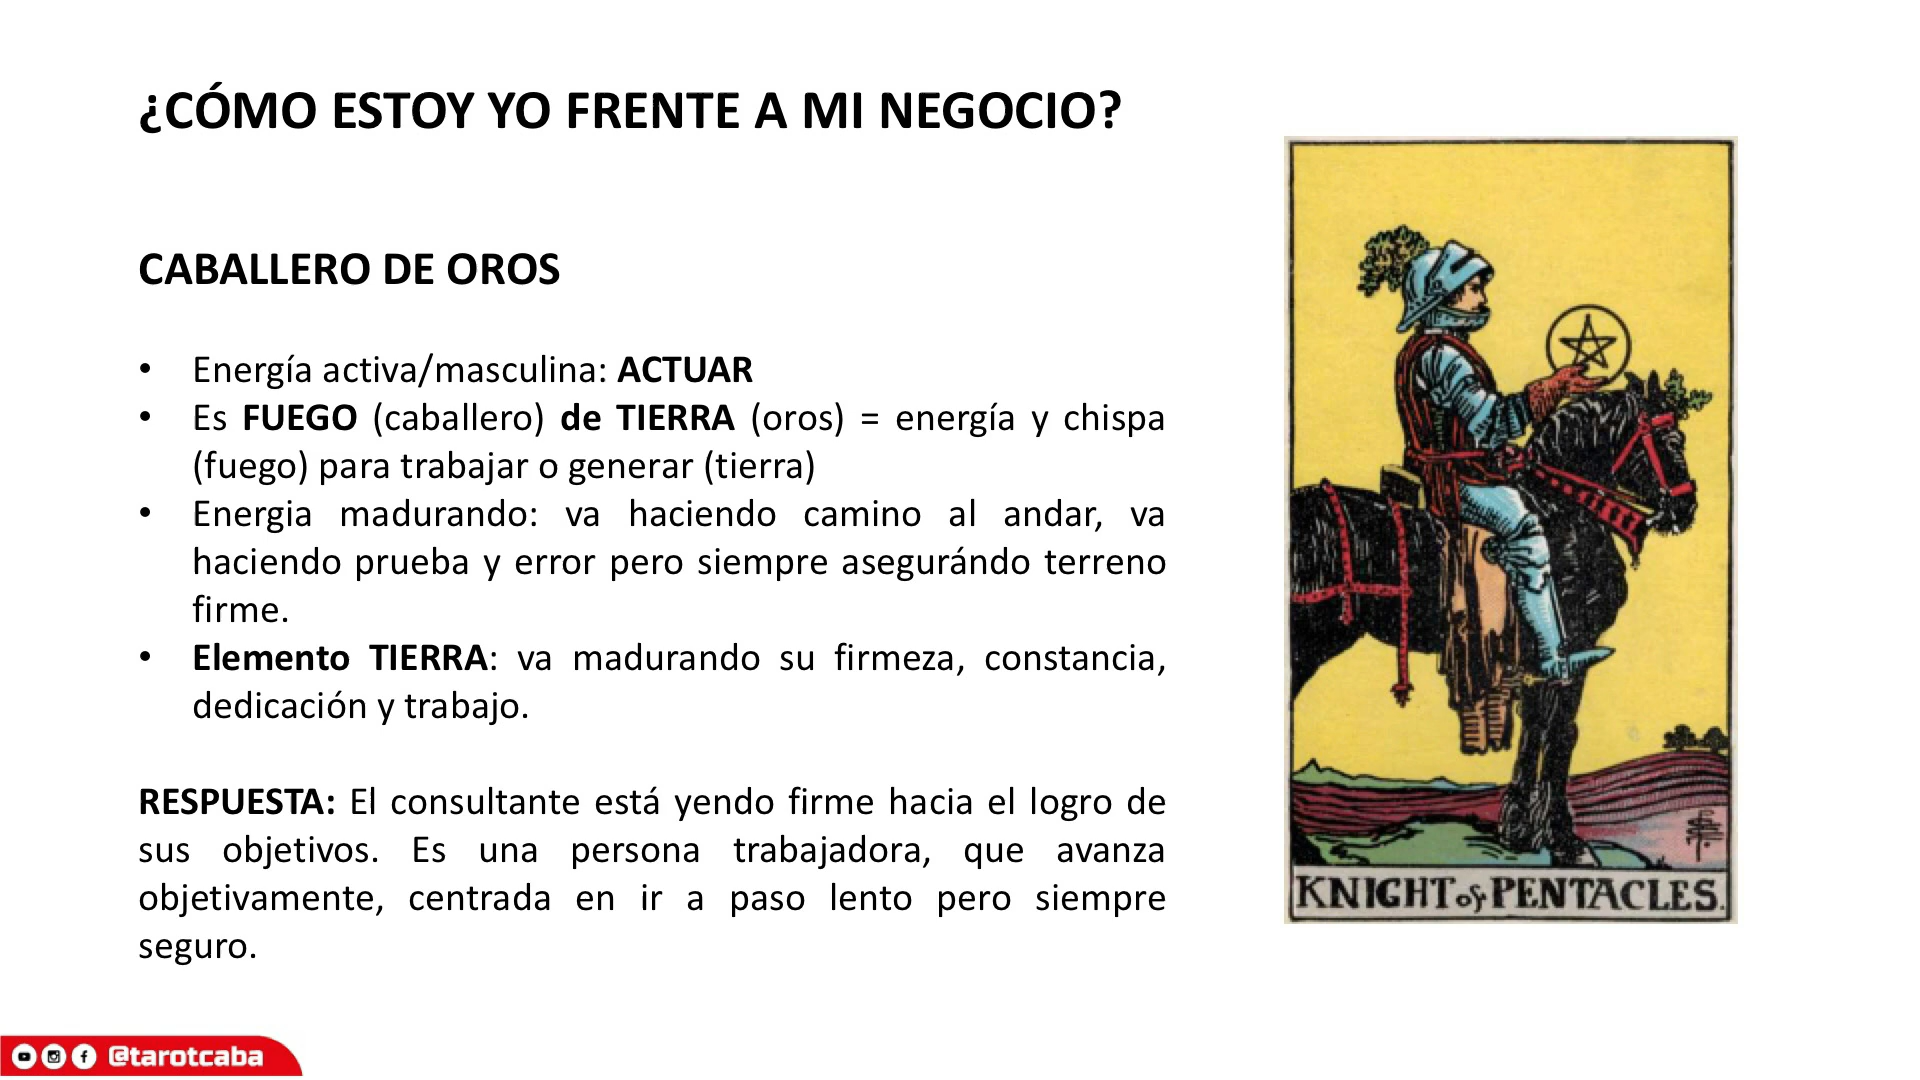 ¿CÓMO ESTOY YO FRENTE A MI NEGOCIO?
CABALLERO DE OROS
• Energía activa/masculina: ACTUAR
• Es FUEGO (caballero) de TIERRA (oros) = energía y chispa
(fuego) para trabajar o generar (tierra)
• Energia madurando: va haciendo camino al andar, va
haciendo prueba y error pero siempre asegurándo terreno
firme.
• Elemento TIERRA: va madurando su firmeza, constancia,
dedicación y trabajo.
RESPUESTA: El consultante está yendo firme hacia el logro de
sus objetivos. Es una persona trabajadora, que avanza
objetivamente, centrada en ir a paso lento pero siempre
seguro.
KNIGHT of PENTACLES.
@tarotcaba